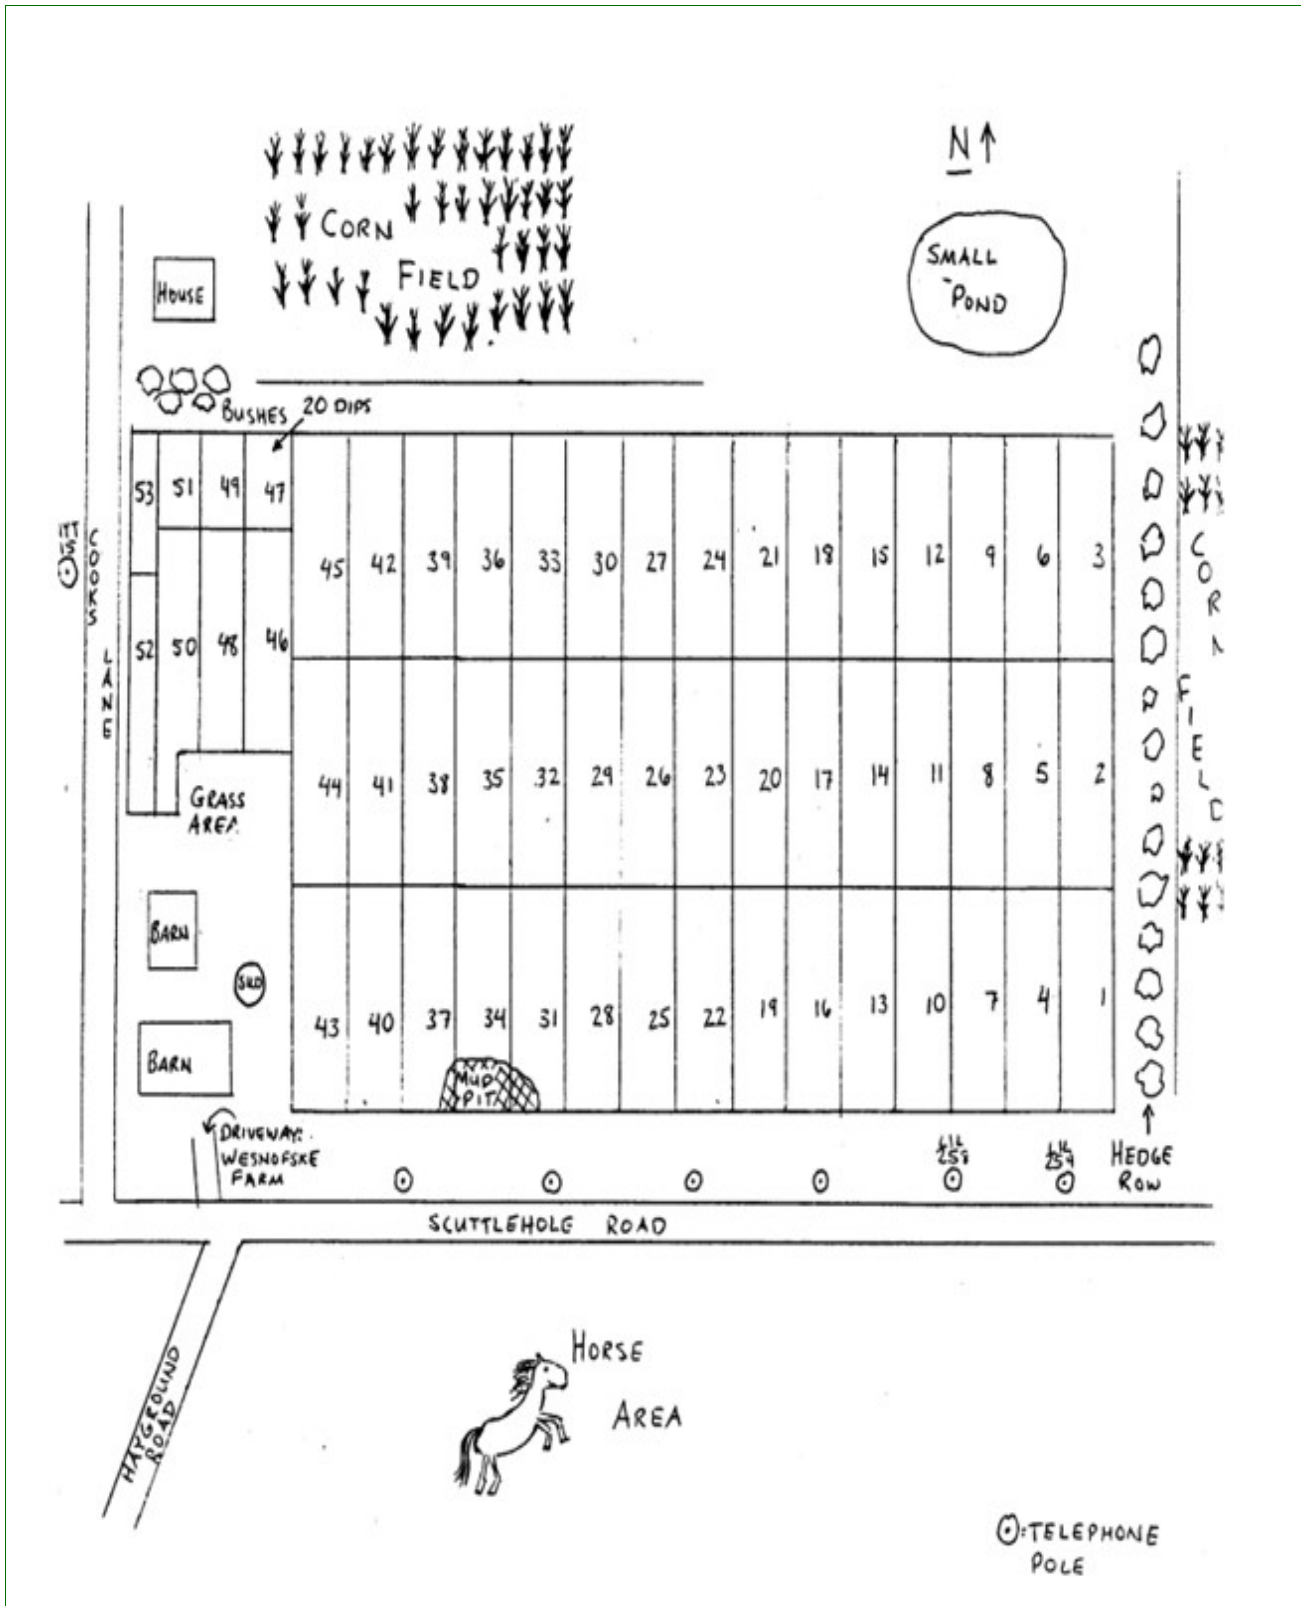 N
CORN
FIELD
SMALL
POND
HOUSE
BUSHES
20 DIPS
53 51 49 47
45 42 39 36 33 30 27 24 21 18 15 12 9 6 3
52 50 48 46
COOKS
LANE
CORN
FIELD
44 41 38 35 32 29 26 23 20 17 14 11 8 5 2
GRASS
AREA
BARN
SILO
43 40 37 34 31 28 25 22 19 16 13 10 7 4 1
BARN
MUD
PIT
DRIVEWAY:
WESNOFSKE
FARM
258
259
HEDGE
ROW
SCUTTLEHOLE ROAD
HAYGROUND
ROAD
HORSE
AREA
:TELEPHONE
POLE